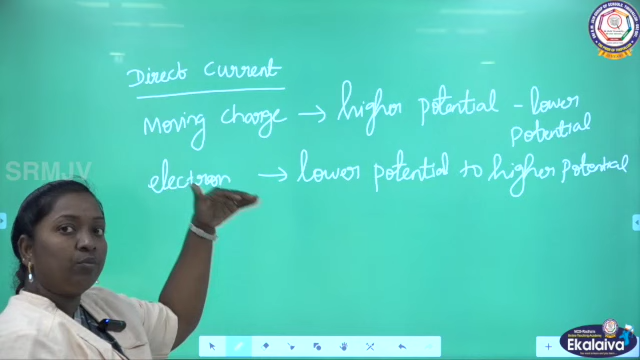 Direct Current
Moving Charge → higher potential - lower
potential
electron → lower potential to higher potential
SRMJV
Ekalaiva